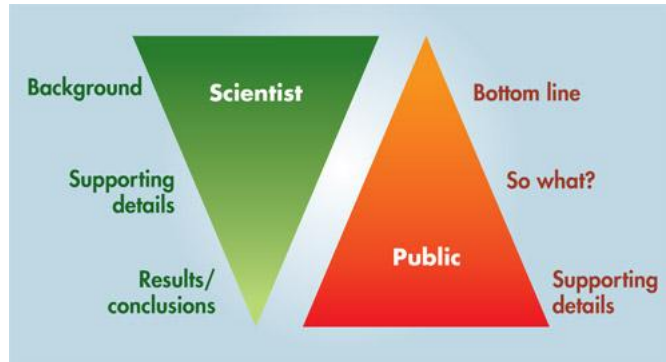 Background
Scientist
Supporting
details
Results/
conclusions
Bottom line
So what?
Public
Supporting
details